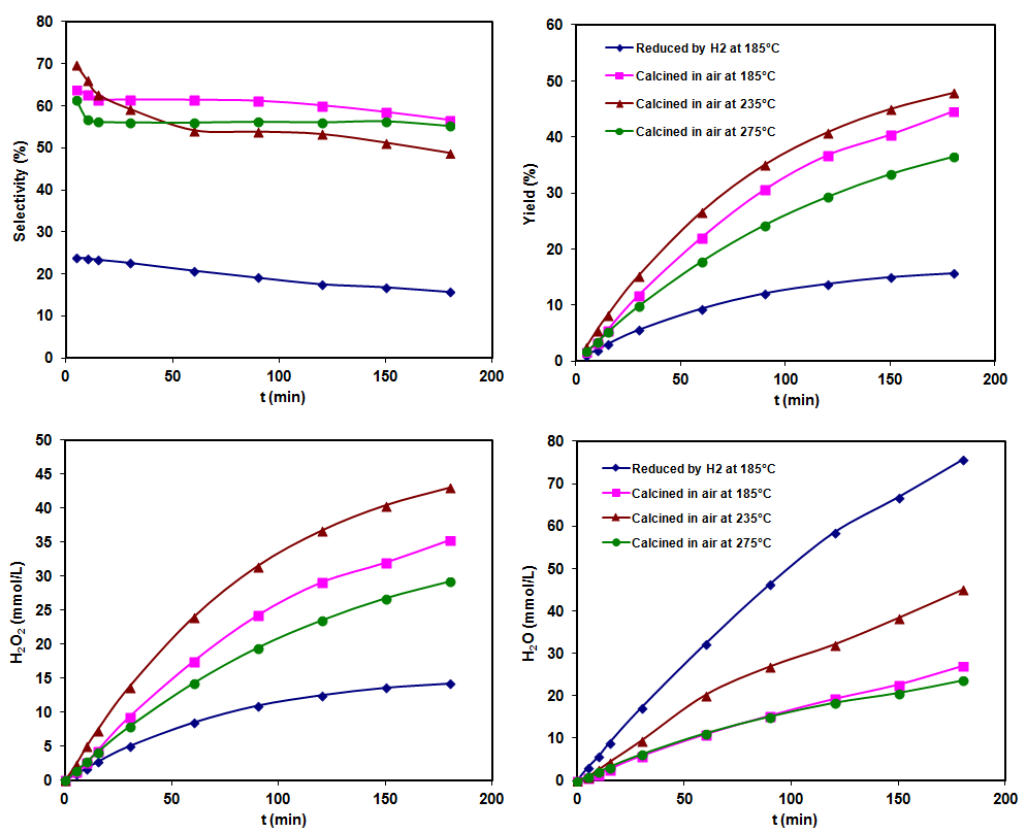 80
70
60
50
40
30
20
10
0
Selectivity (%)
0 50 100 150 200
t (min)
60
50
40
30
20
10
0
Yield (%)
Reduced by H2 at 185°C
Calcined in air at 185°C
Calcined in air at 235°C
Calcined in air at 275°C
0 50 100 150 200
t (min)
50
45
40
35
30
25
20
15
10
5
0
H₂O₂ (mmol/L)
0 50 100 150 200
t (min)
80
70
60
50
40
30
20
10
0
H₂O (mmol/L)
Reduced by H2 at 185°C
Calcined in air at 185°C
Calcined in air at 235°C
Calcined in air at 275°C
0 50 100 150 200
t (min)